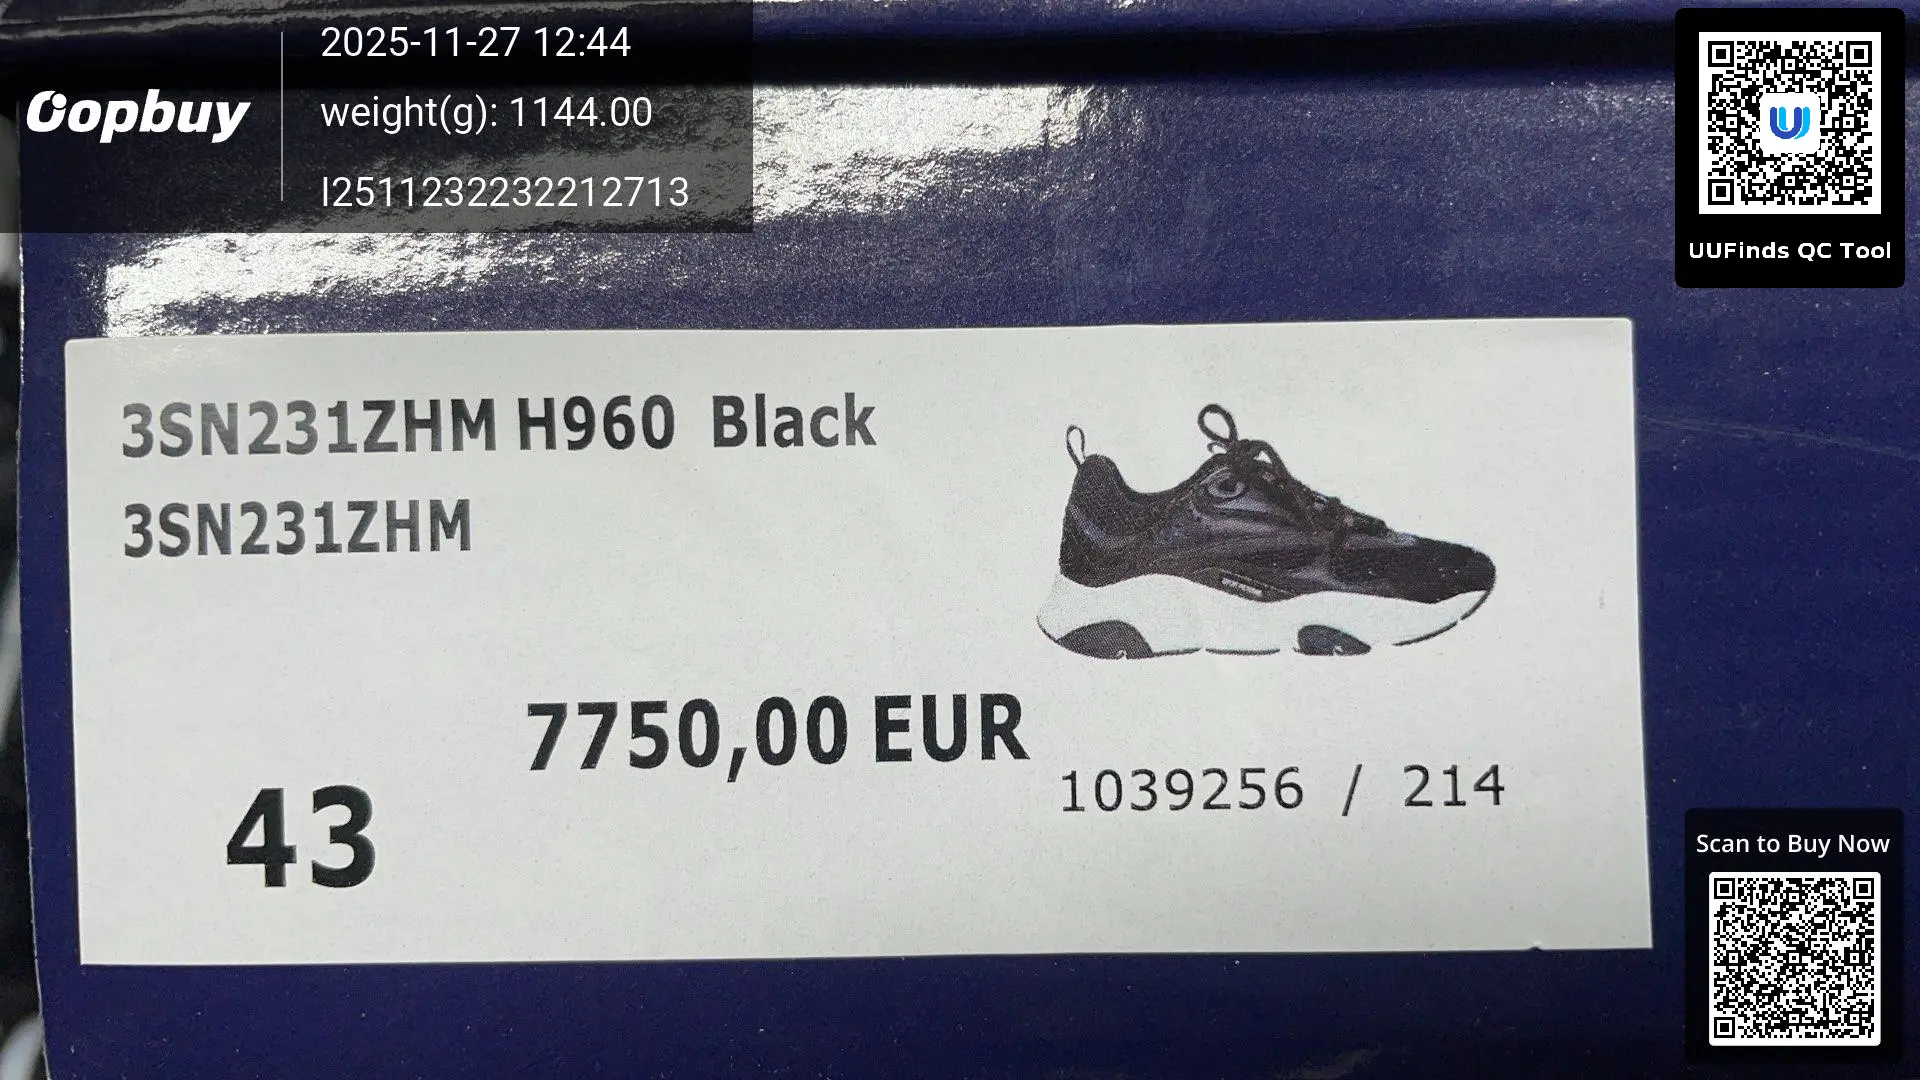 Oopbuy
2025-11-27 12:44
weight(g): 1144.00
I2511232232212713
UUFinds QC Tool
3SN231ZHM H960 Black
3SN231ZHM
7750,00 EUR
43
1039256 / 214
Scan to Buy Now